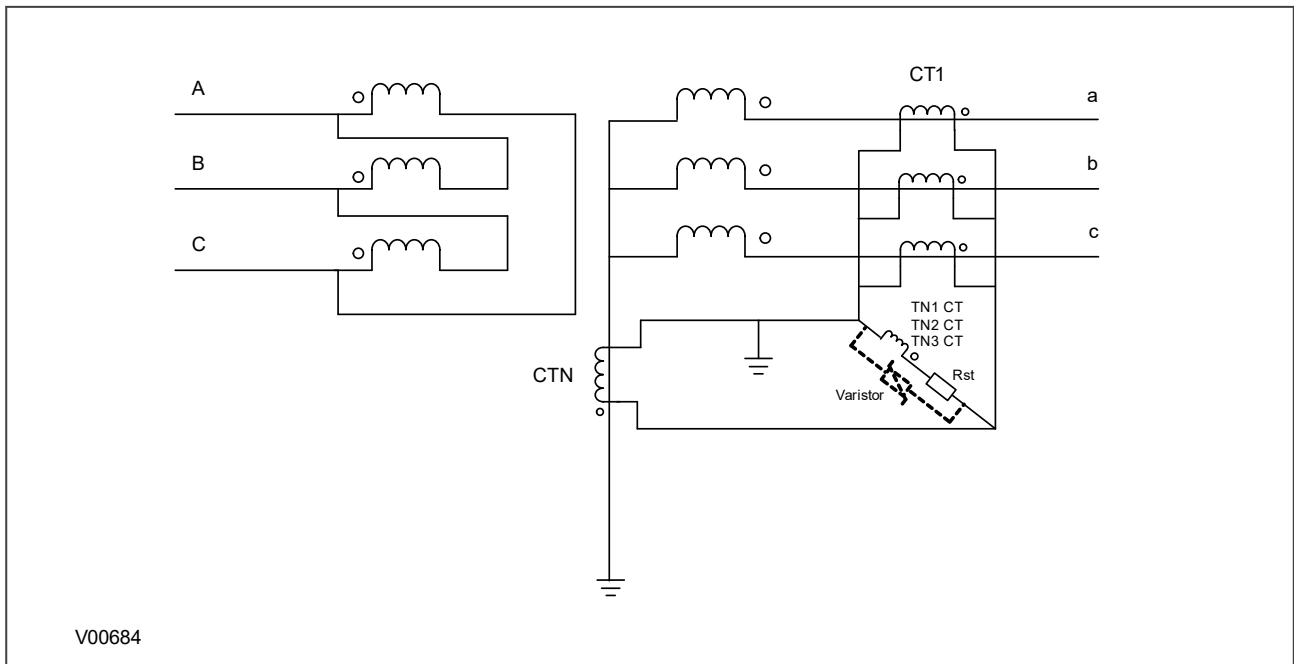 CT1
A
a
B
b
C
c
TN1 CT
TN2 CT
TN3 CT
Rst
CTN
Varistor
V00684